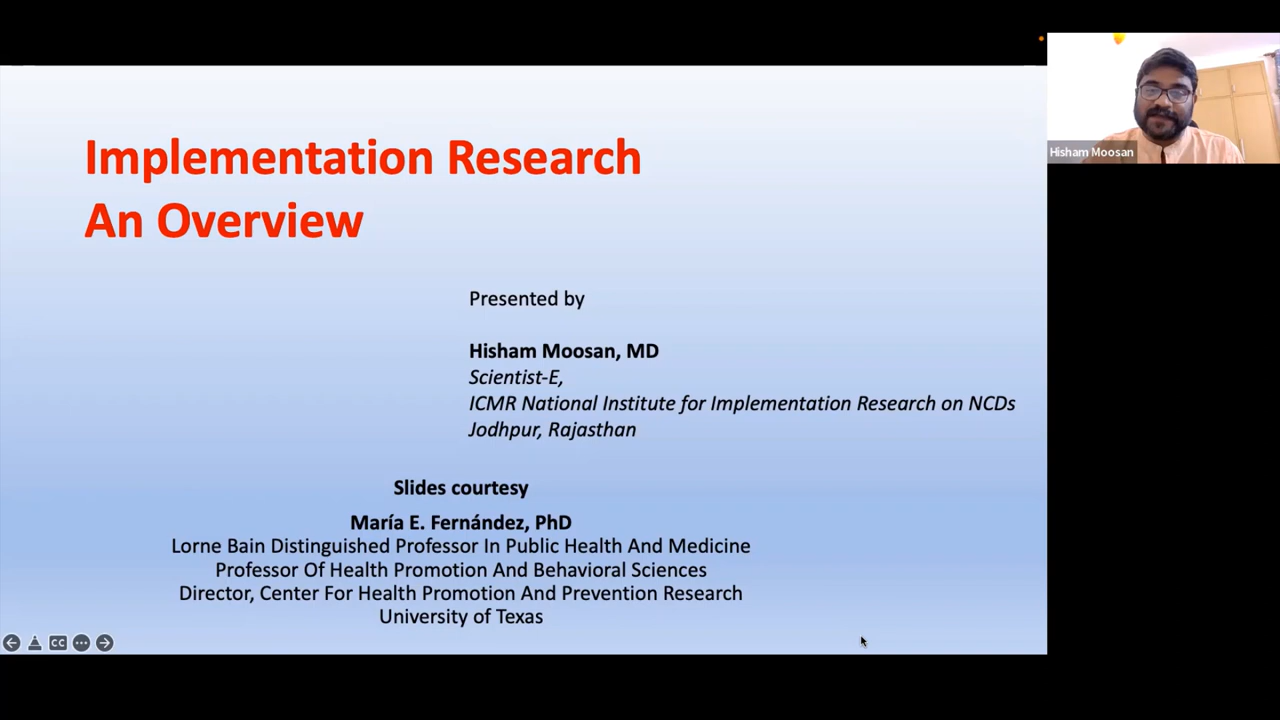 Implementation Research
An Overview
Presented by
Hisham Moosan, MD
Scientist-E,
ICMR National Institute for Implementation Research on NCDs
Jodhpur, Rajasthan
Slides courtesy
María E. Fernández, PhD
Lorne Bain Distinguished Professor In Public Health And Medicine
Professor Of Health Promotion And Behavioral Sciences
Director, Center For Health Promotion And Prevention Research
University of Texas
CC
Hisham Moosan